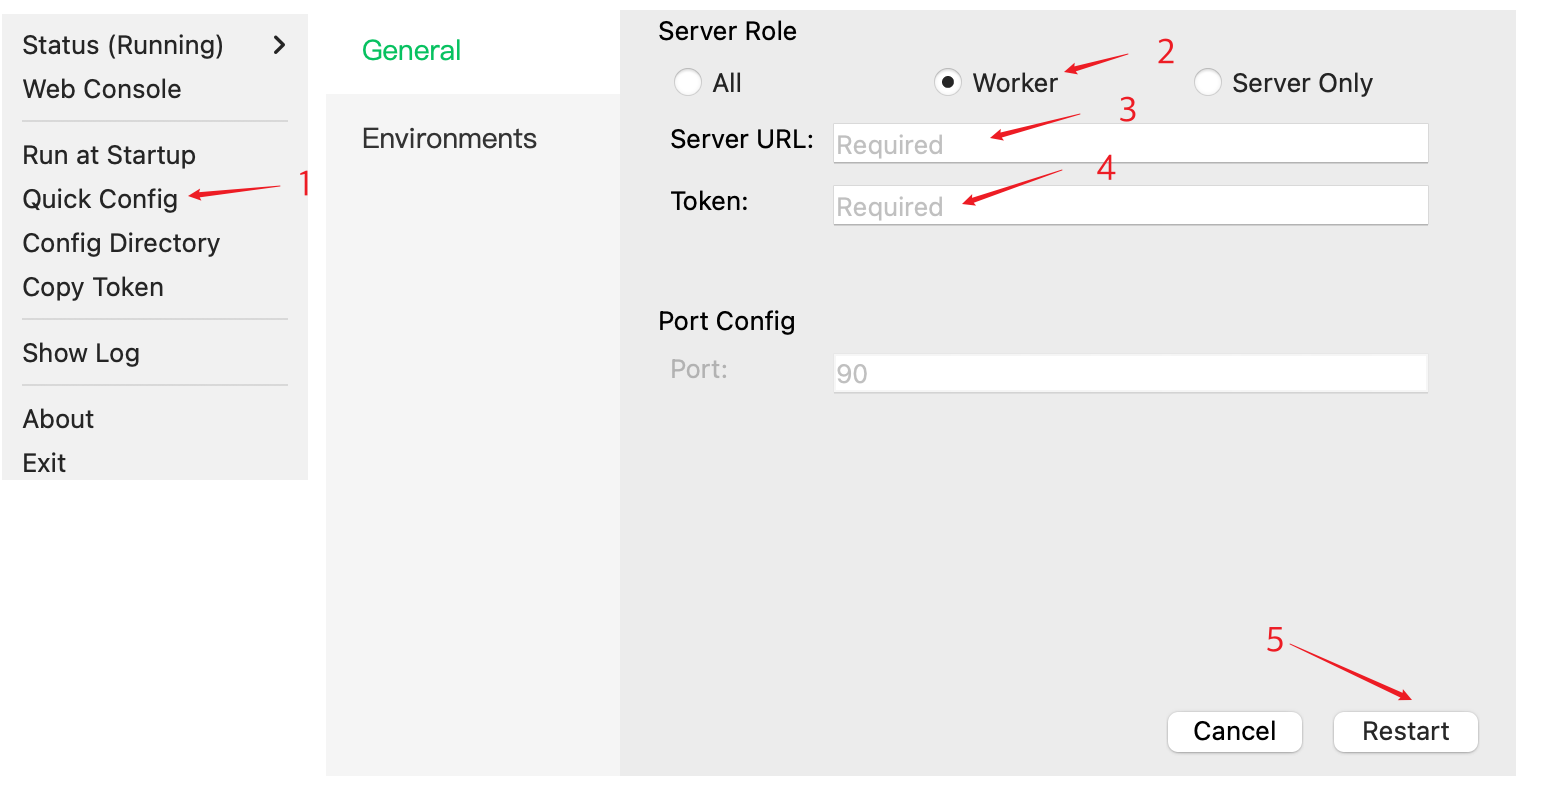 Status (Running)
Web Console
Run at Startup
Quick Config
1
Config Directory
Copy Token
Show Log
About
Exit
General
Environments
Server Role
All
Worker
2
Server Only
Server URL:
Required
3
Token:
Required
4
Port Config
Port:
90
5
Cancel
Restart